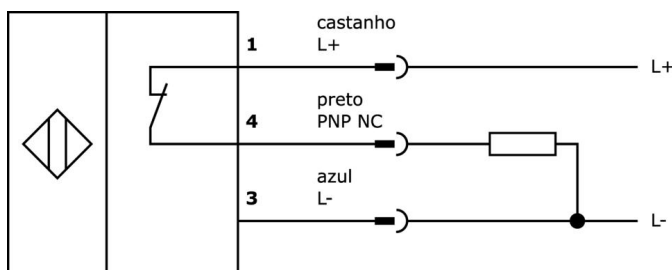 castanho
1 L+
L+
preto
4 PNP NC
azul
3 L-
L-